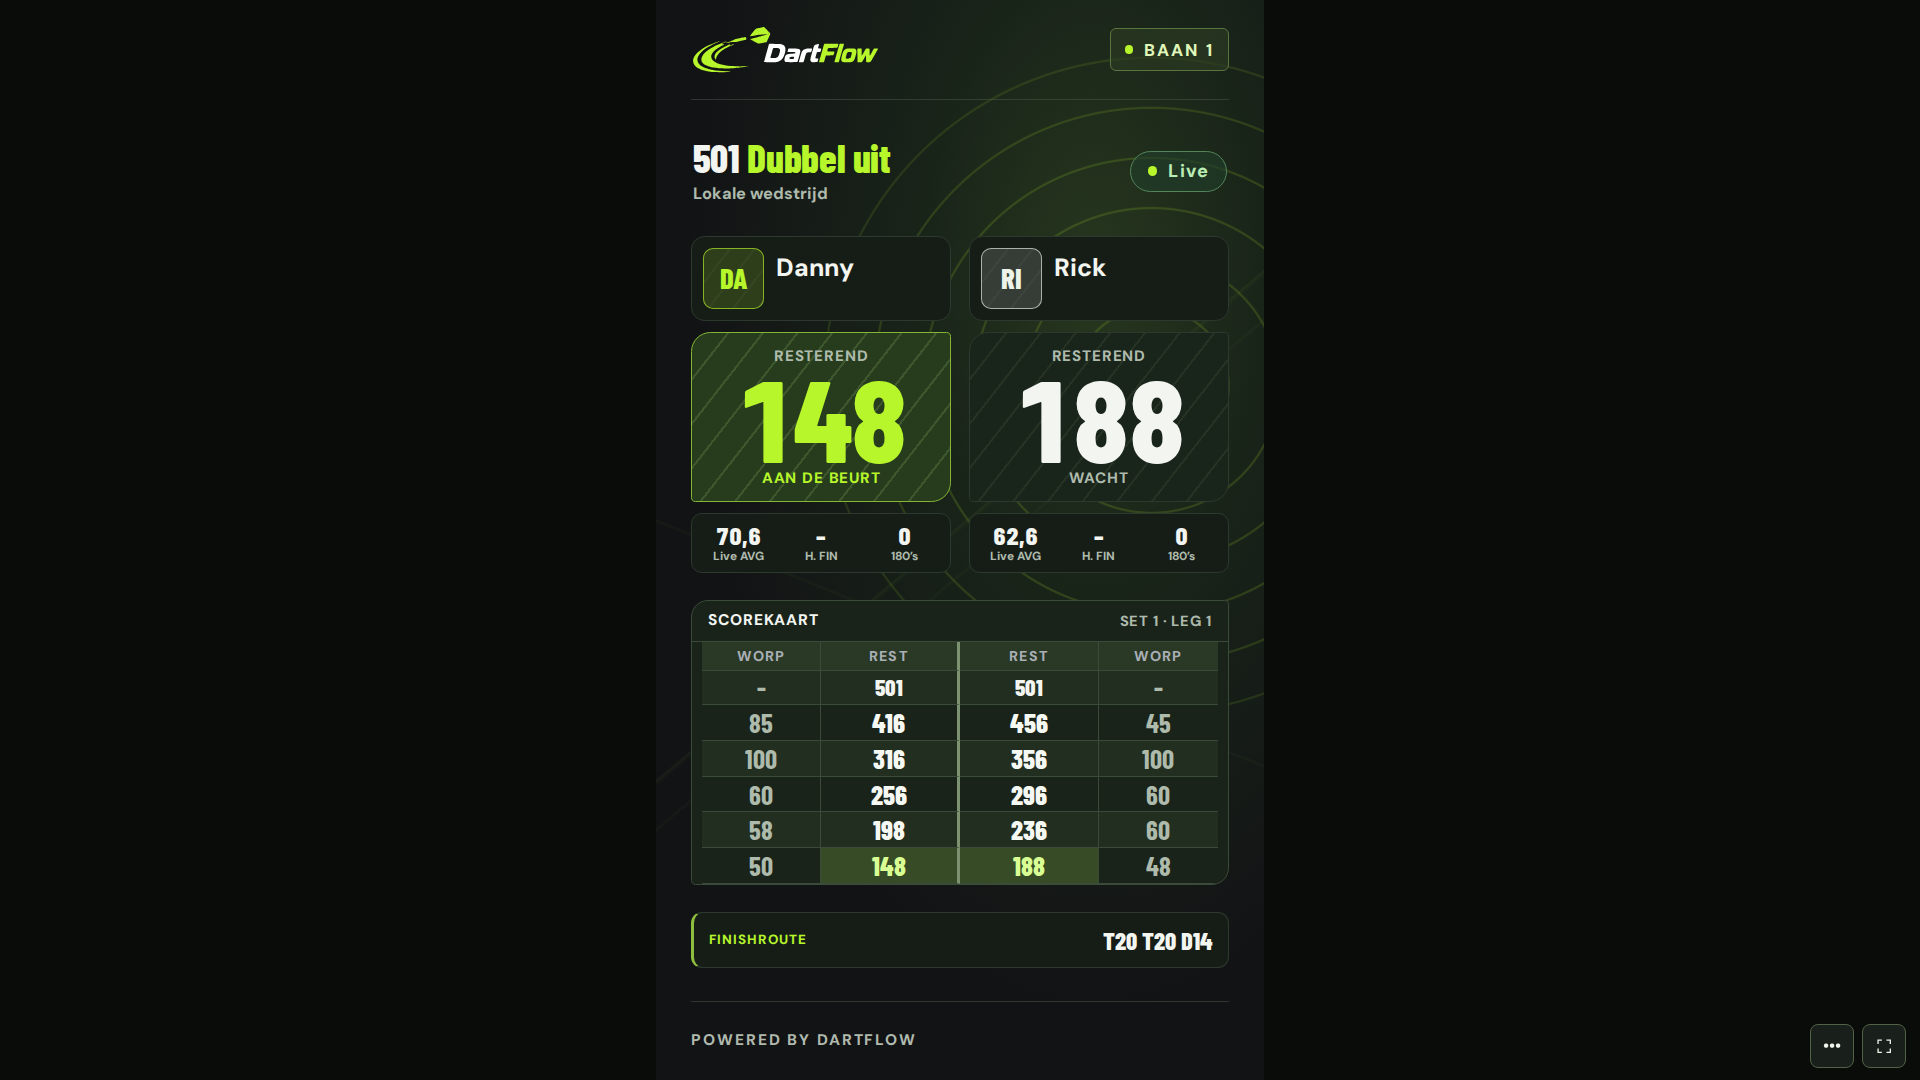 DartFlow
BAAN 1
501 Dubbel uit
Lokale wedstrijd
Live
DA
Danny
RI
Rick
RESTEREND
148
AAN DE BEURT
RESTEREND
188
WACHT
70,6 – 0
Live AVG H. FIN 180's
62,6 – 0
Live AVG H. FIN 180's
SCOREKAART
SET 1 · LEG 1
WORP REST REST WORP
– 501 501 –
85 416 456 45
100 316 356 100
60 256 296 60
58 198 236 60
50 148 188 48
FINISHROUTE
T20 T20 D14
POWERED BY DARTFLOW